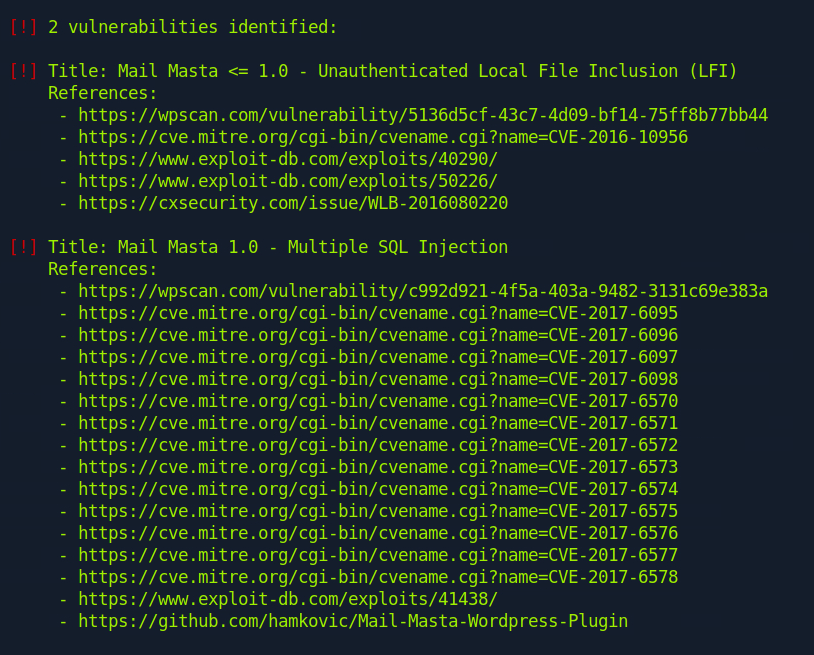 [!] 2 vulnerabilities identified:
[!] Title: Mail Masta <= 1.0 - Unauthenticated Local File Inclusion (LFI)
References:
- https://wpscan.com/vulnerability/5136d5cf-43c7-4d09-bf14-75ff8b77bb44
- https://cve.mitre.org/cgi-bin/cvename.cgi?name=CVE-2016-10956
- https://www.exploit-db.com/exploits/40290/
- https://www.exploit-db.com/exploits/50226/
- https://cxsecurity.com/issue/WLB-2016080220
[!] Title: Mail Masta 1.0 - Multiple SQL Injection
References:
- https://wpscan.com/vulnerability/c992d921-4f5a-403a-9482-3131c69e383a
- https://cve.mitre.org/cgi-bin/cvename.cgi?name=CVE-2017-6095
- https://cve.mitre.org/cgi-bin/cvename.cgi?name=CVE-2017-6096
- https://cve.mitre.org/cgi-bin/cvename.cgi?name=CVE-2017-6097
- https://cve.mitre.org/cgi-bin/cvename.cgi?name=CVE-2017-6098
- https://cve.mitre.org/cgi-bin/cvename.cgi?name=CVE-2017-6570
- https://cve.mitre.org/cgi-bin/cvename.cgi?name=CVE-2017-6571
- https://cve.mitre.org/cgi-bin/cvename.cgi?name=CVE-2017-6572
- https://cve.mitre.org/cgi-bin/cvename.cgi?name=CVE-2017-6573
- https://cve.mitre.org/cgi-bin/cvename.cgi?name=CVE-2017-6574
- https://cve.mitre.org/cgi-bin/cvename.cgi?name=CVE-2017-6575
- https://cve.mitre.org/cgi-bin/cvename.cgi?name=CVE-2017-6576
- https://cve.mitre.org/cgi-bin/cvename.cgi?name=CVE-2017-6577
- https://cve.mitre.org/cgi-bin/cvename.cgi?name=CVE-2017-6578
- https://www.exploit-db.com/exploits/41438/
- https://github.com/hamkovic/Mail-Masta-Wordpress-Plugin